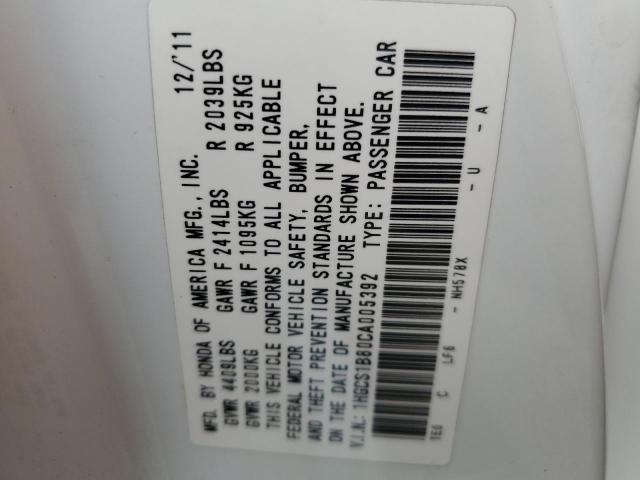 MFD. BY HONDA OF AMERICA MFG., INC. 12/'11
GVWR 4409LBS GAWR F 2414LBS R 2039LBS
GVWR 2000KG GAWR F 1095KG R 925KG
THIS VEHICLE CONFORMS TO ALL APPLICABLE
FEDERAL MOTOR VEHICLE SAFETY, BUMPER,
AND THEFT PREVENTION STANDARDS IN EFFECT
ON THE DATE OF MANUFACTURE SHOWN ABOVE.
V.I.N.: 1HGCS1B80CA005392 TYPE: PASSENGER CAR
TE0 C LF6 - NH578X - U - A